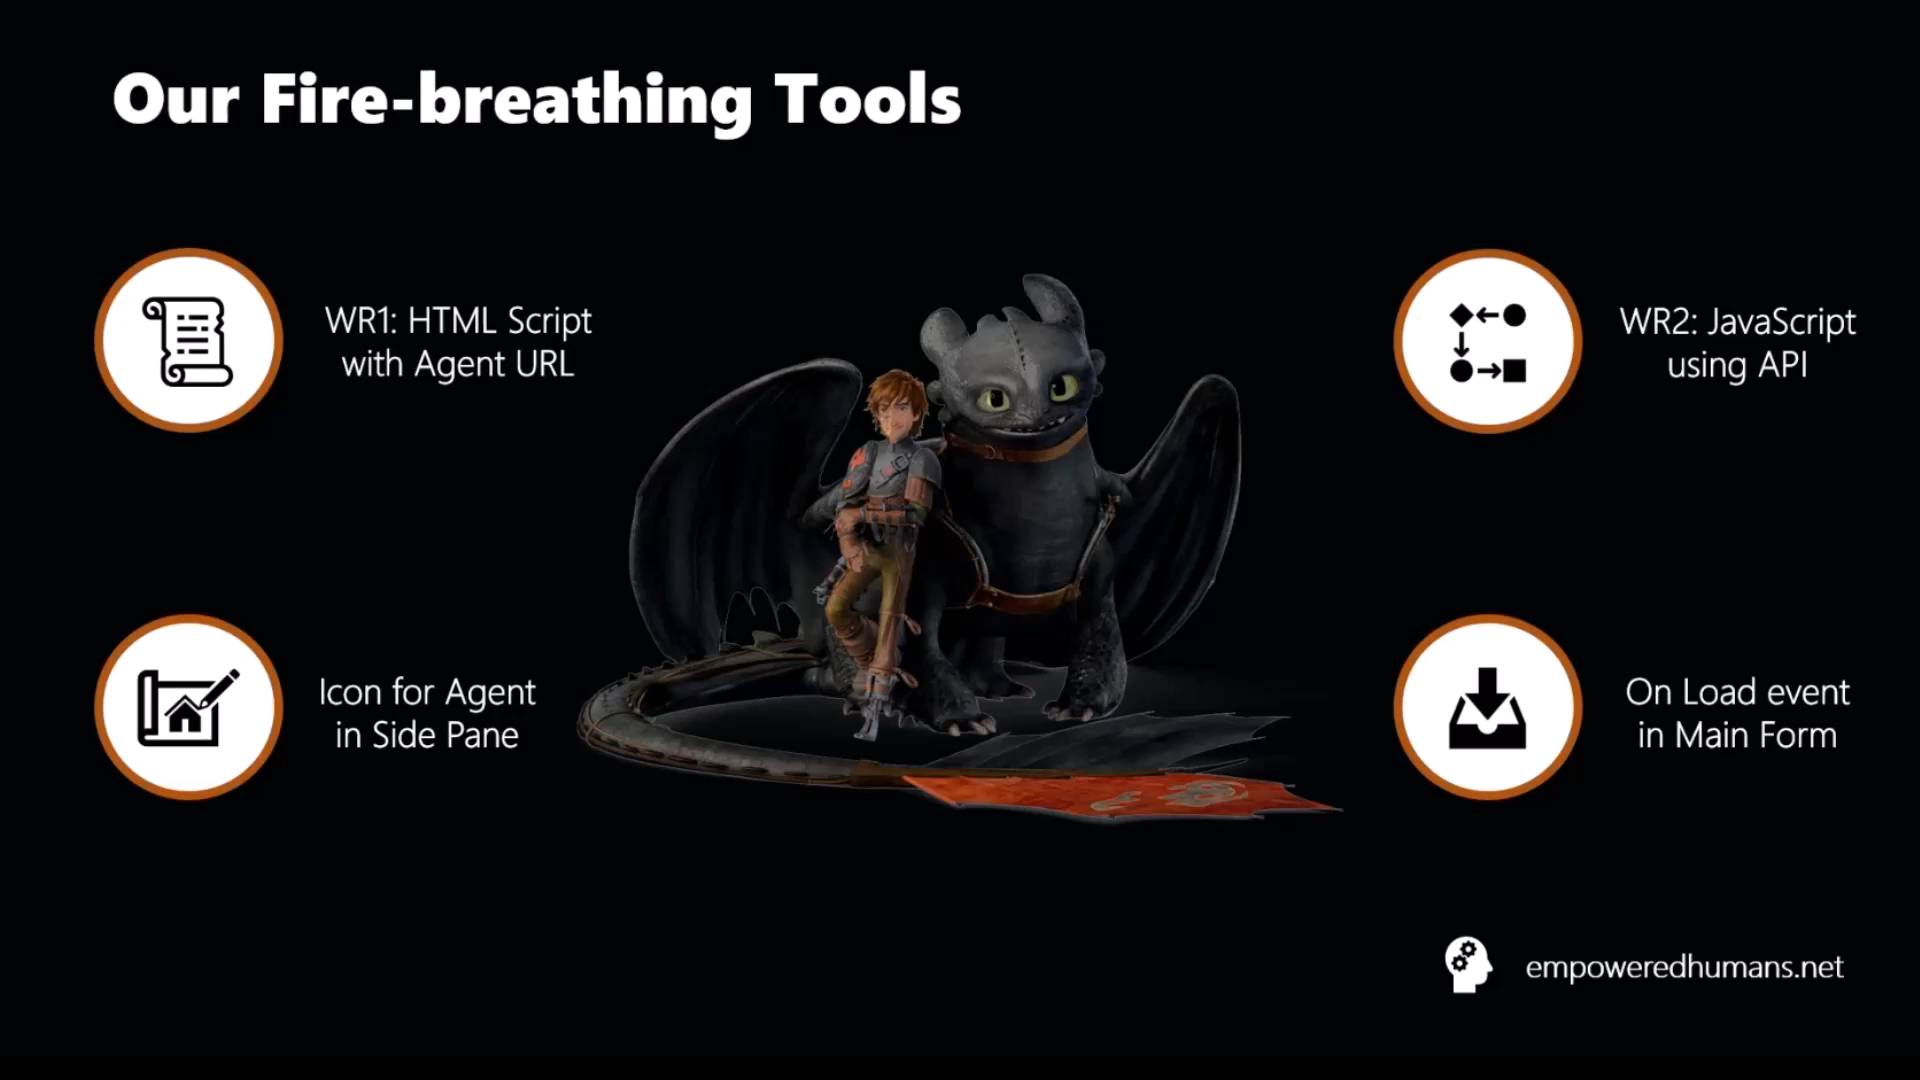 Our Fire-breathing Tools
WR1: HTML Script
with Agent URL
WR2: JavaScript
using API
Icon for Agent
in Side Pane
On Load event
in Main Form
empoweredhumans.net